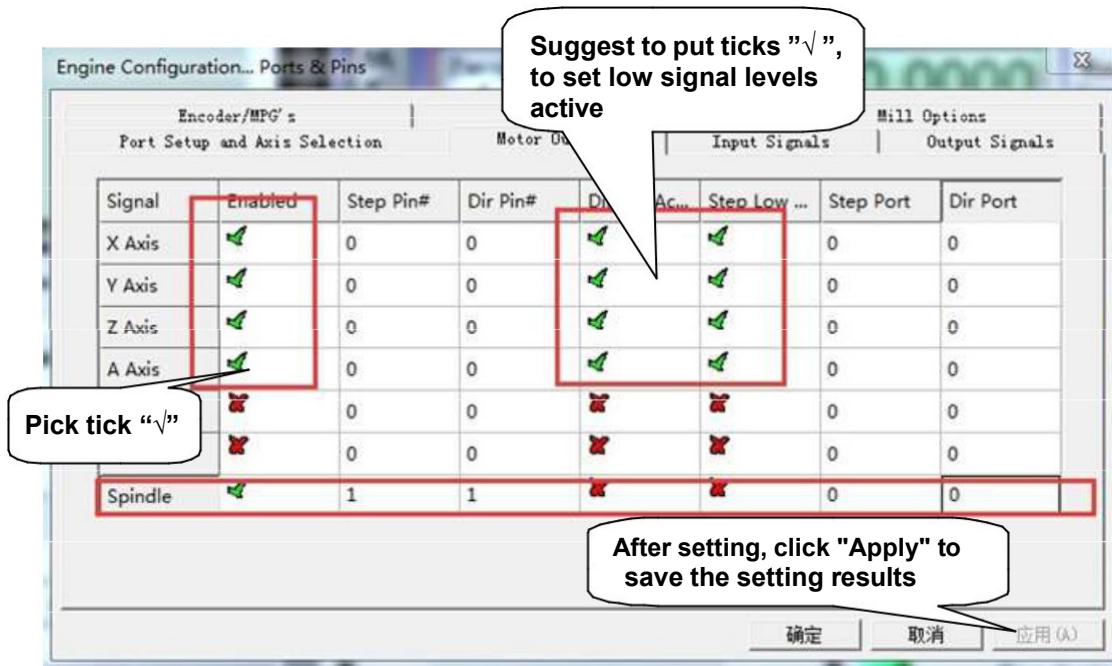 Suggest to put ticks ”√ ”,
to set low signal levels
active
Engine Configuration... Ports & Pins
Encoder/MPG's
Mill Options
Port Setup and Axis Selection
Motor Ou
Input Signals
Output Signals
Signal Enabled Step Pin# Dir Pin# Ac... Step Low ... Step Port Dir Port
X Axis 0 0 0 0
Y Axis 0 0 0 0
Z Axis 0 0 0 0
A Axis 0 0 0 0
Pick tick “√”
0 0 0 0
0 0 0 0
Spindle 1 1 0 0
After setting, click "Apply" to
save the setting results
确定 取消 应用(A)